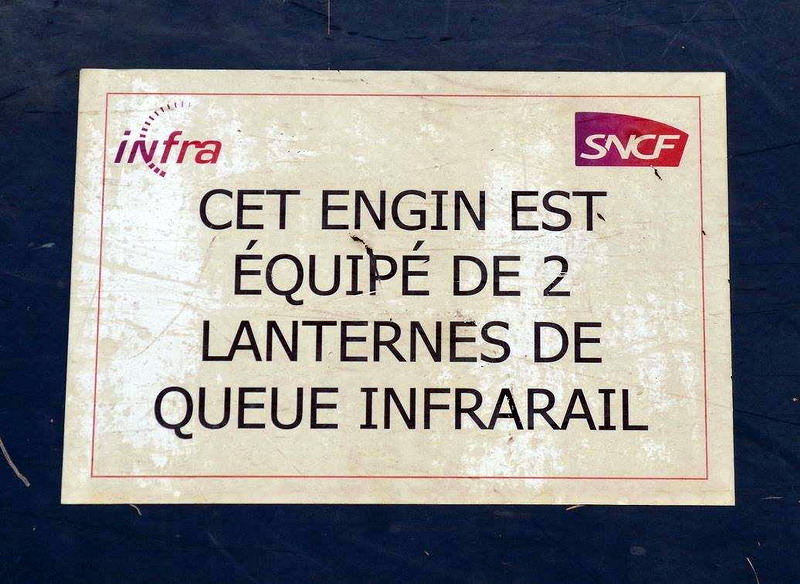 infra SNCF
CET ENGIN EST
ÉQUIPÉ DE 2
LANTERNES DE
QUEUE INFRARAIL